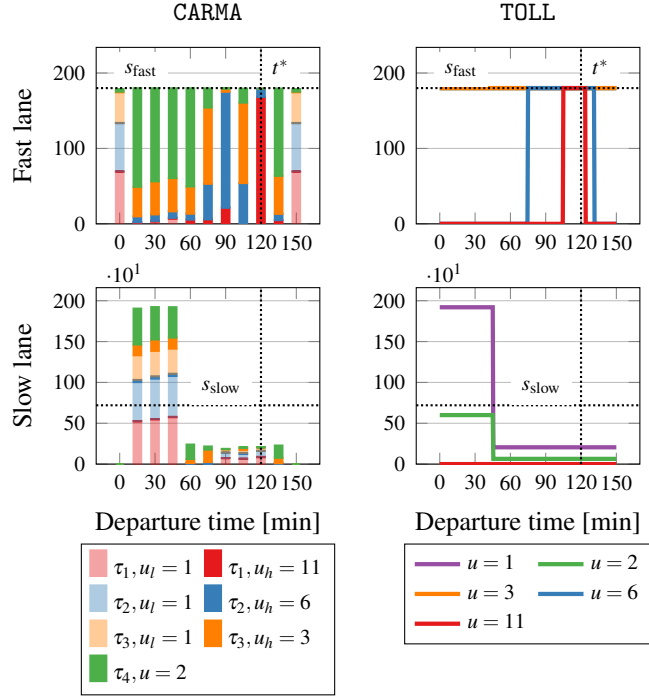 CARMA TOLL
Fast lane
200
100
0
s_fast
t*
0 30 60 90 120 150
200
100
0
s_fast
t*
0 30 60 90 120 150
Slow lane
·10¹
200
150
100
50
0
s_slow
0 30 60 90 120 150
Departure time [min]
·10¹
200
150
100
50
0
s_slow
0 30 60 90 120 150
Departure time [min]
τ₁, u_l = 1 τ₁, u_h = 11
τ₂, u_l = 1 τ₂, u_h = 6
τ₃, u_l = 1 τ₃, u_h = 3
τ₄, u = 2
u = 1 u = 2
u = 3 u = 6
u = 11